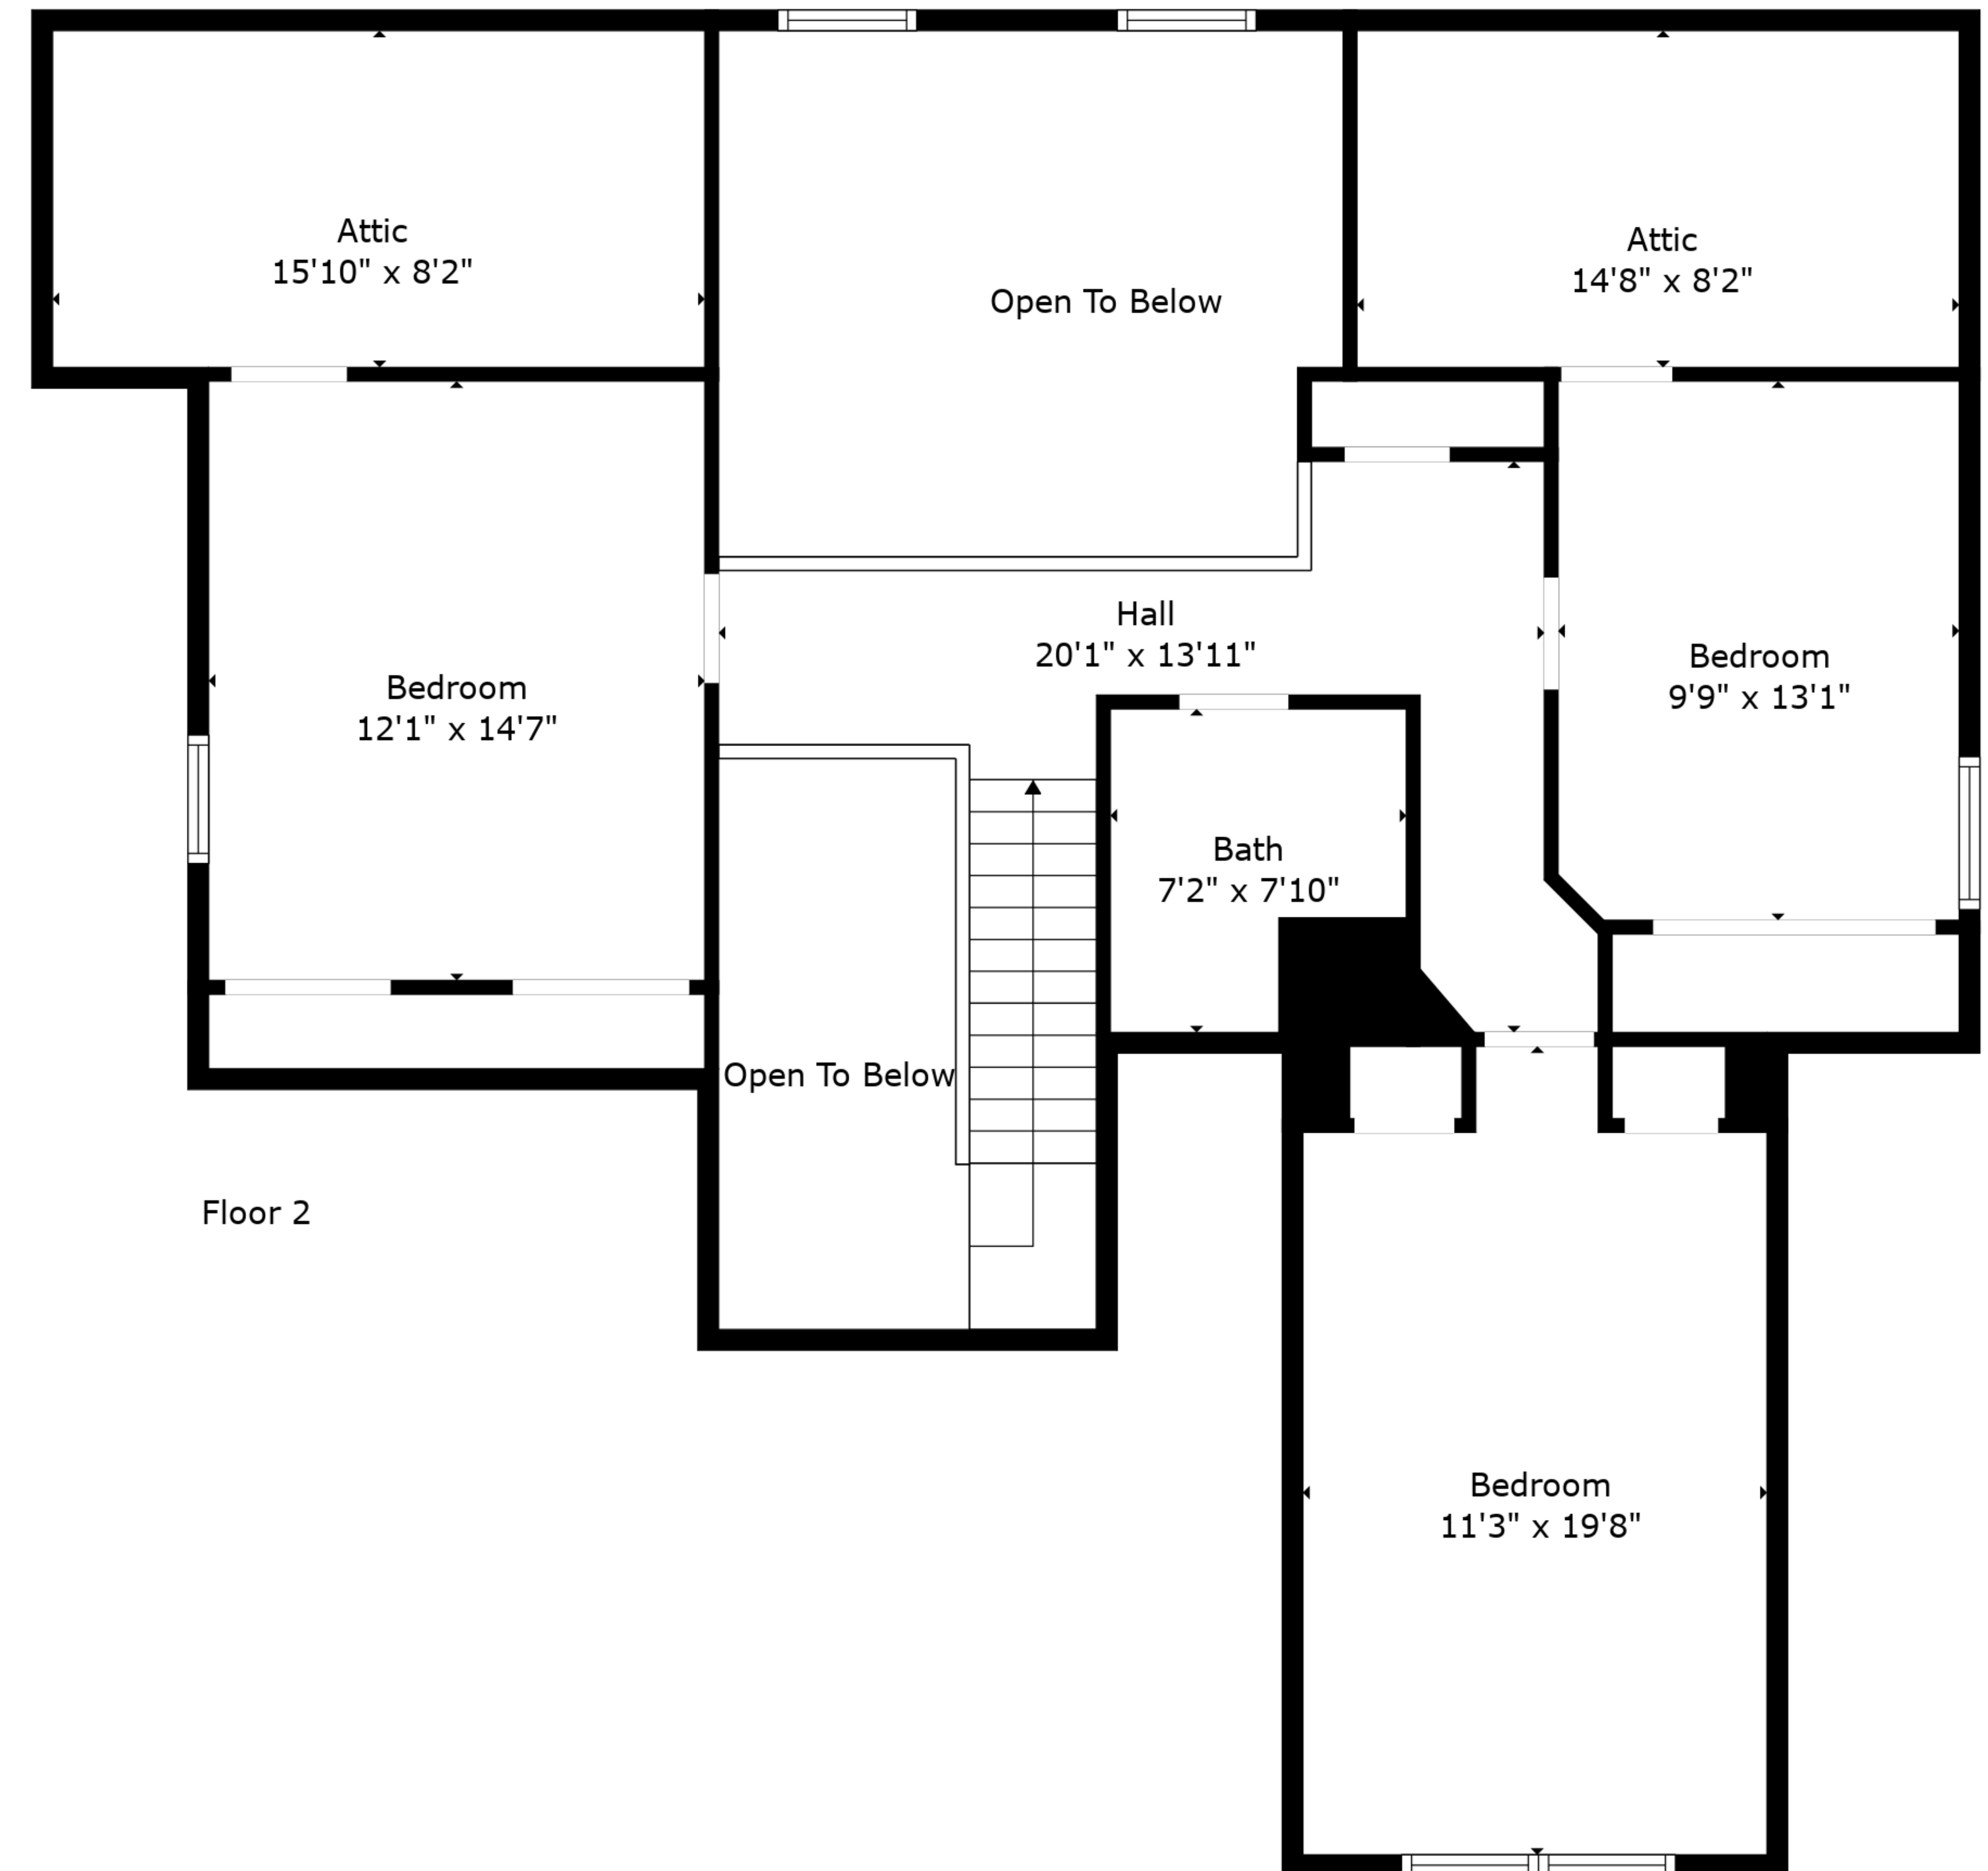 Attic
15'10" x 8'2"
Attic
14'8" x 8'2"
Open To Below
Hall
20'1" x 13'11"
Bedroom
9'9" x 13'1"
Bedroom
12'1" x 14'7"
Bath
7'2" x 7'10"
Open To Below
Floor 2
Bedroom
11'3" x 19'8"